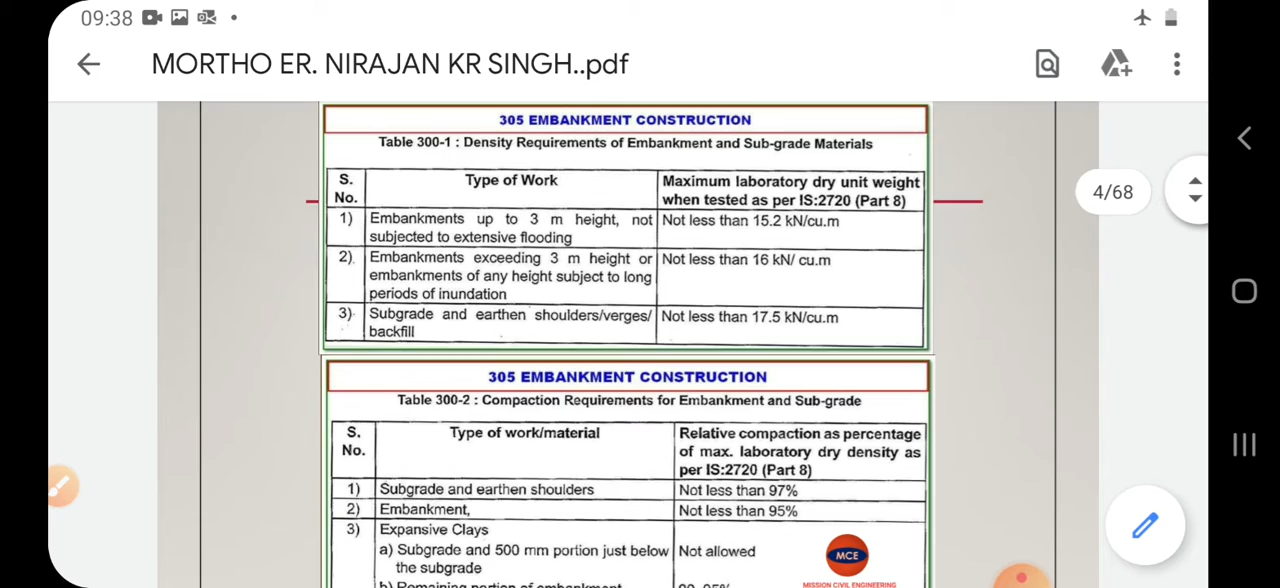 09:38
MORTHO ER. NIRAJAN KR SINGH..pdf
4/68
305 EMBANKMENT CONSTRUCTION
Table 300-1 : Density Requirements of Embankment and Sub-grade Materials
S. No. Type of Work Maximum laboratory dry unit weight when tested as per IS:2720 (Part 8)
1) Embankments up to 3 m height, not subjected to extensive flooding Not less than 15.2 kN/cu.m
2). Embankments exceeding 3 m height or embankments of any height subject to long periods of inundation Not less than 16 kN/ cu.m
3) Subgrade and earthen shoulders/verges/ backfill Not less than 17.5 kN/cu.m
305 EMBANKMENT CONSTRUCTION
Table 300-2 : Compaction Requirements for Embankment and Sub-grade
S. No. Type of work/material Relative compaction as percentage of max. laboratory dry density as per IS:2720 (Part 8)
1) Subgrade and earthen shoulders Not less than 97%
2) Embankment, Not less than 95%
3) Expansive Clays
a) Subgrade and 500 mm portion just below the subgrade Not allowed
b) Remaining portion of embankment
MCE
MISSION CIVIL ENGINEERING